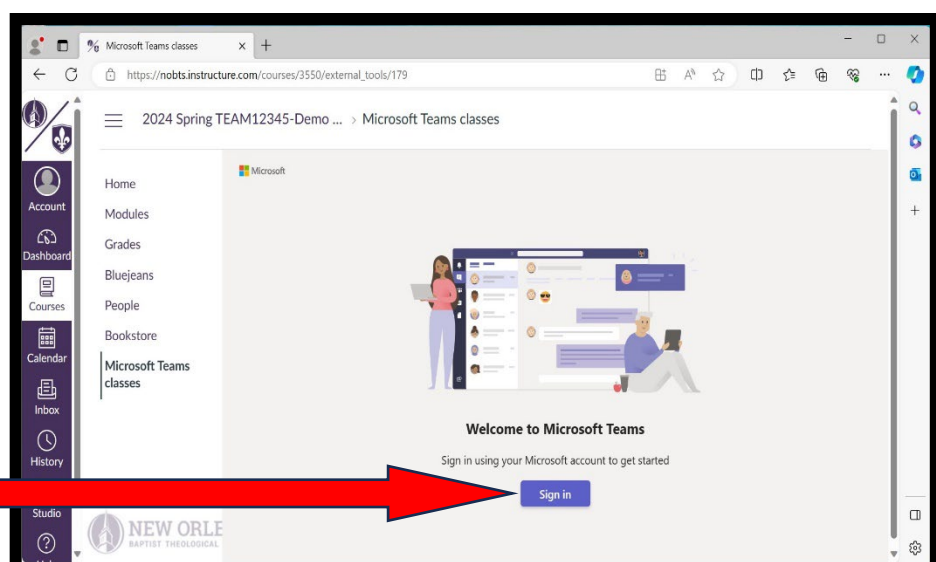 Microsoft Teams classes
https://nobts.instructure.com/courses/3550/external_tools/179
2024 Spring TEAM12345-Demo ... > Microsoft Teams classes
Account
Dashboard
Courses
Calendar
Inbox
History
Studio
Home
Modules
Grades
Bluejeans
People
Bookstore
Microsoft Teams
classes
NEW ORLE
BAPTIST THEOLOGICAL
Microsoft
Welcome to Microsoft Teams
Sign in using your Microsoft account to get started
Sign in